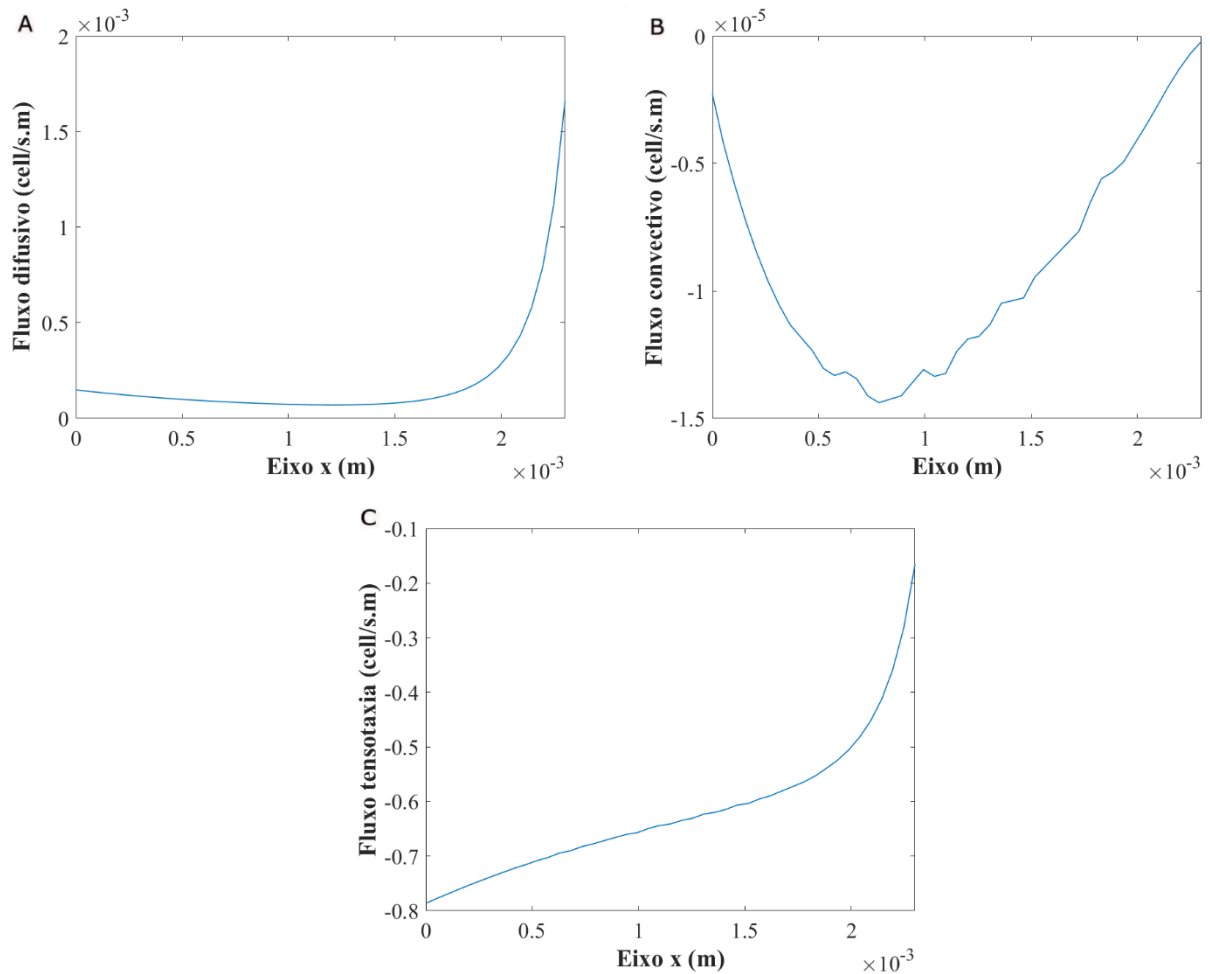 A
×10-3
2
1.5
1
0.5
0
Fluxo difusivo (cell/s.m)
0 0.5 1 1.5 2
Eixo x (m)
×10-3
B
×10-5
0
-0.5
-1
-1.5
Fluxo convectivo (cell/s.m)
0 0.5 1 1.5 2
Eixo (m)
×10-3
C
-0.1
-0.2
-0.3
-0.4
-0.5
-0.6
-0.7
-0.8
Fluxo tensotaxia (cell/s.m)
0 0.5 1 1.5 2
Eixo x (m)
×10-3